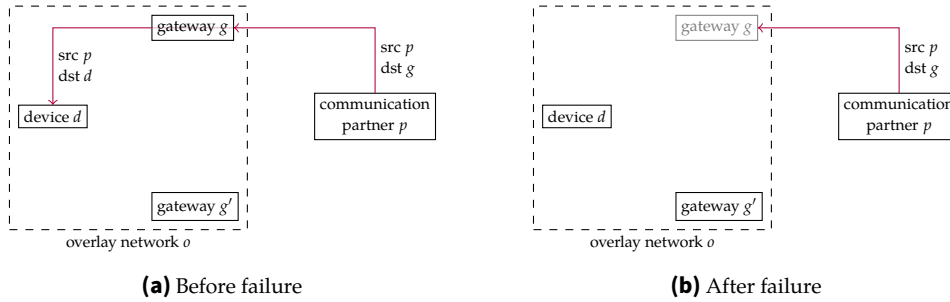 gateway g
src p
dst d
src p
dst g
device d
communication
partner p
gateway g′
overlay network o
(a) Before failure
gateway g
src p
dst g
device d
communication
partner p
gateway g′
overlay network o
(b) After failure